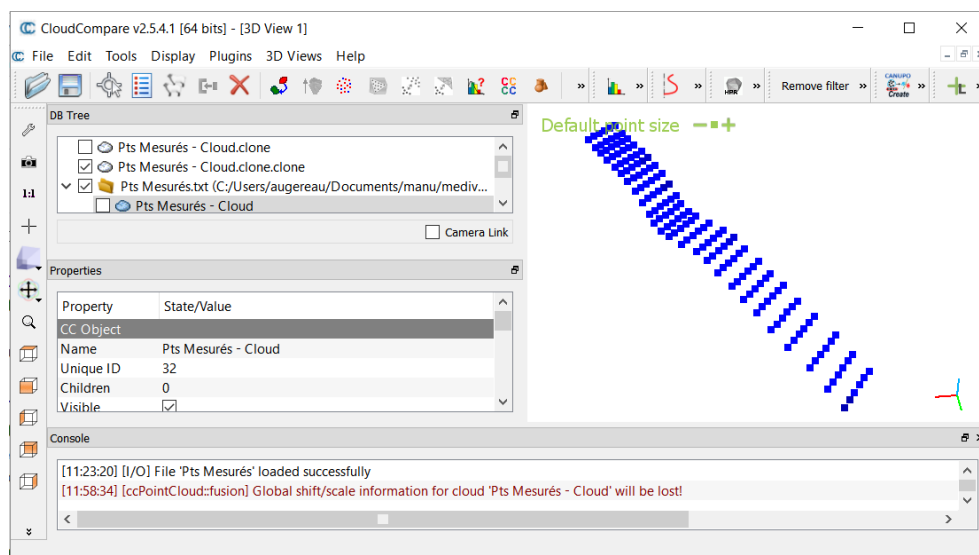 CloudCompare v2.5.4.1 [64 bits] - [3D View 1]
File Edit Tools Display Plugins 3D Views Help
SF
Remove filter
CANUPO Create
HPR
1:1
DB Tree
Pts Mesurés - Cloud.clone
Pts Mesurés - Cloud.clone.clone
Pts Mesurés.txt (C:/Users/augereau/Documents/manu/mediv...
Pts Mesurés - Cloud
Camera Link
Default point size
Properties
Property State/Value
CC Object
Name Pts Mesurés - Cloud
Unique ID 32
Children 0
Visible
Console
[11:23:20] [I/O] File 'Pts Mesurés' loaded successfully
[11:58:34] [ccPointCloud::fusion] Global shift/scale information for cloud 'Pts Mesurés - Cloud' will be lost!